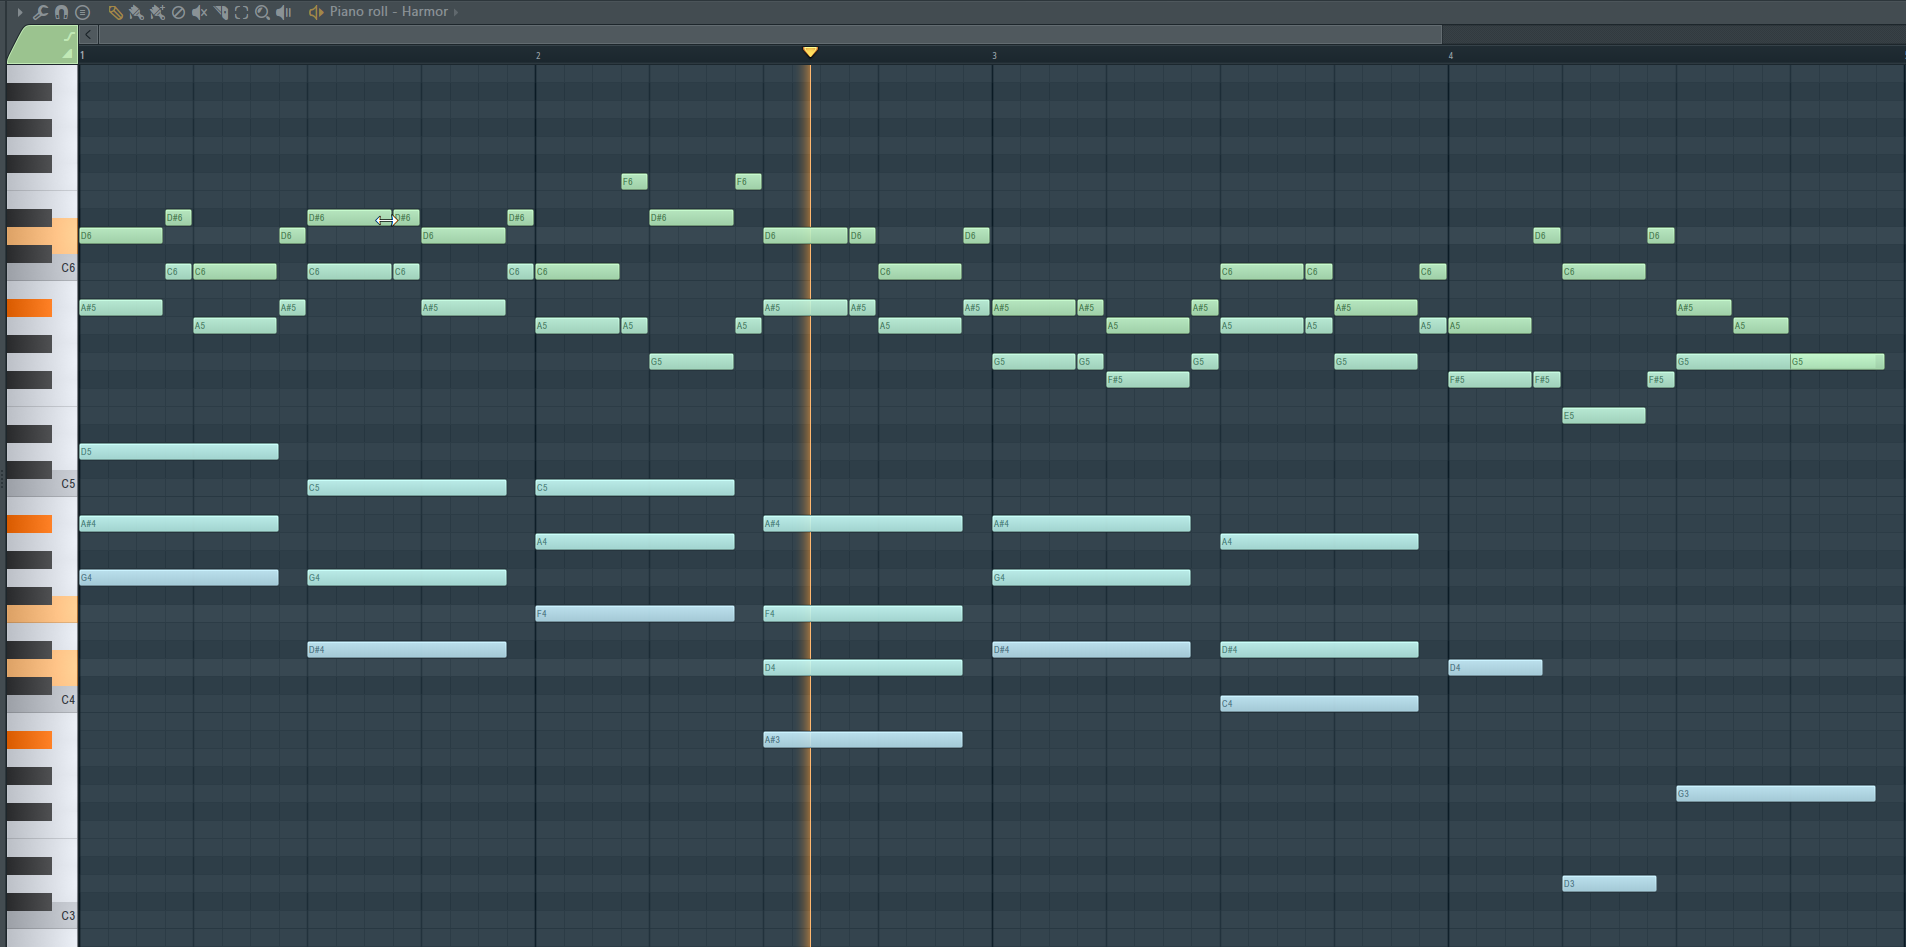 Piano roll - Harmor
1 2 3 4
F6 F6
D#6 D#6 D#6 D#6 D#6
D6 D6 D6 D6 D6 D6 D6 D6
C6 C6 C6 C6 C6 C6 C6 C6 C6 C6 C6 C6
A#5 A#5 A#5 A#5 A#5 A#5 A#5 A#5 A#5 A#5 A#5
A5 A5 A5 A5 A5 A5 A5 A5 A5 A5 A5
G5 G5 G5 G5 G5 G5 G5
F#5 F#5 F#5 F#5
E5
D5
C5 C5 C5
A#4 A#4 A#4
A4 A4
G4 G4 G4
F4 F4
D#4 D#4 D#4
D4 D4
C4 C4
A#3
G3
D3
C3